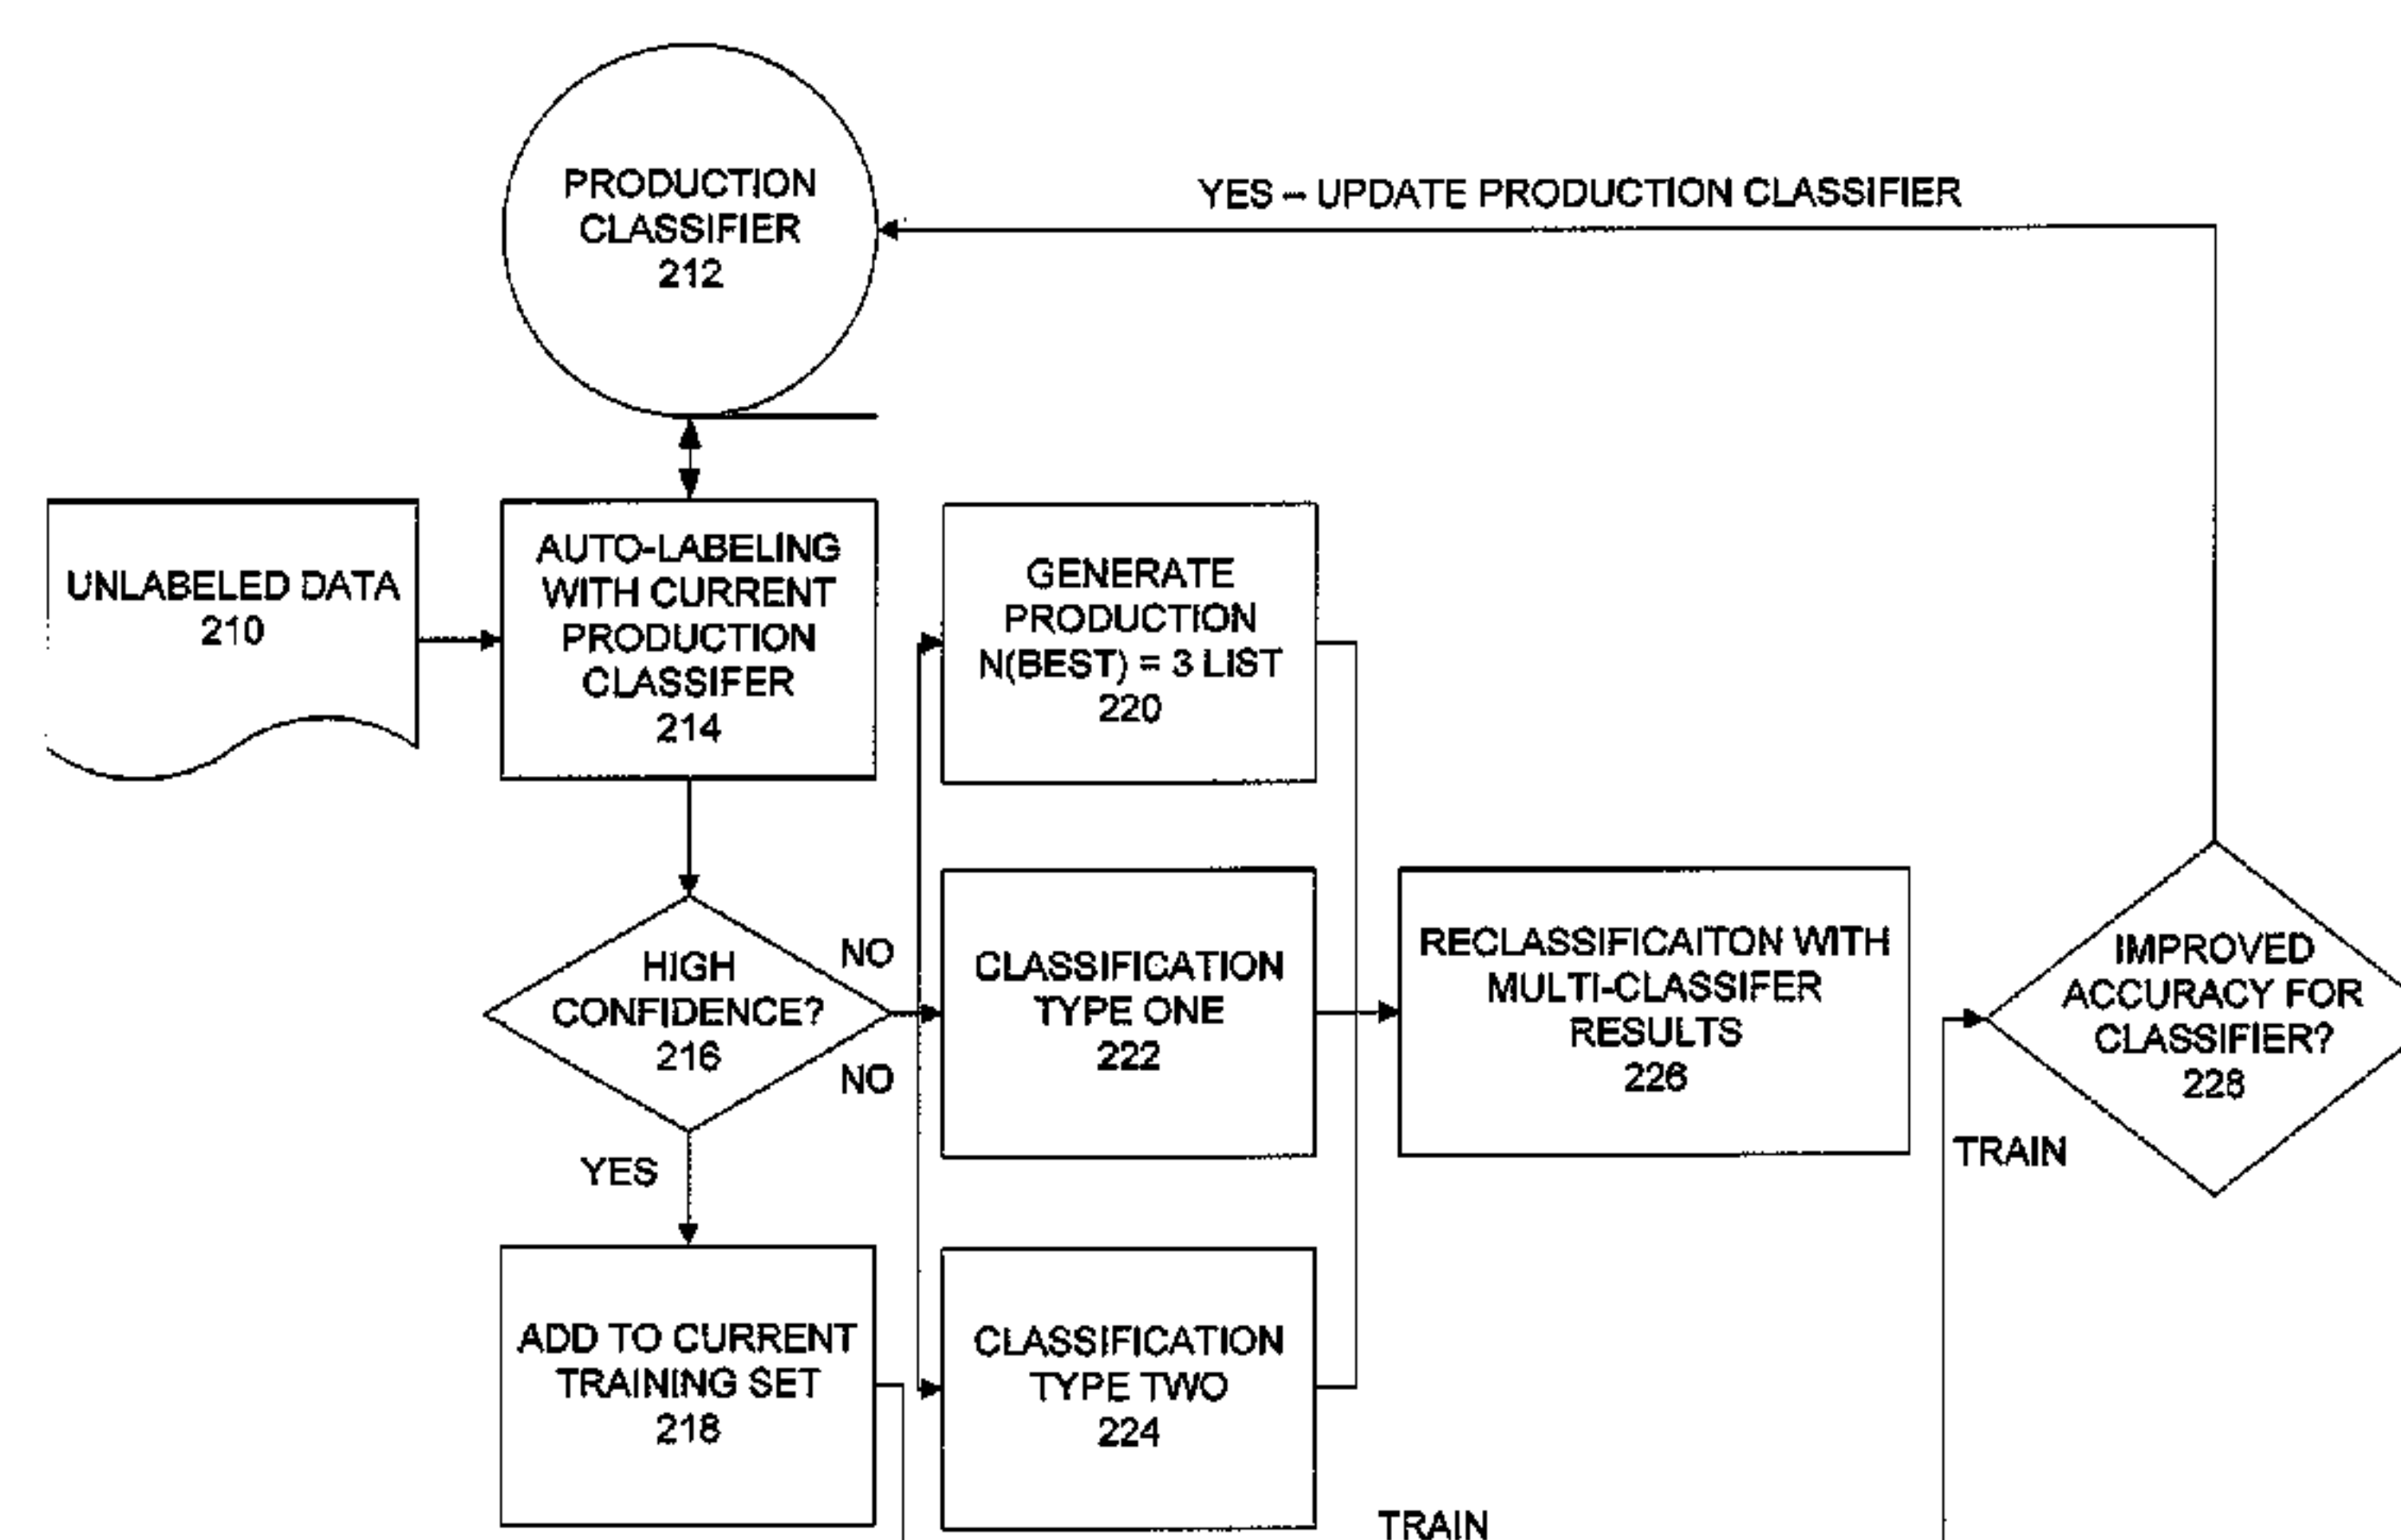 PRODUCTION
CLASSIFIER
212
YES – UPDATE PRODUCTION CLASSIFIER
UNLABELED DATA
210
AUTO-LABELING
WITH CURRENT
PRODUCTION
CLASSIFER
214
GENERATE
PRODUCTION
N(BEST) = 3 LIST
220
HIGH
CONFIDENCE?
216
NO
NO
YES
CLASSIFICATION
TYPE ONE
222
RECLASSIFICAITON WITH
MULTI-CLASSIFER
RESULTS
226
IMPROVED
ACCURACY FOR
CLASSIFIER?
228
TRAIN
ADD TO CURRENT
TRAINING SET
218
CLASSIFICATION
TYPE TWO
224
TRAIN